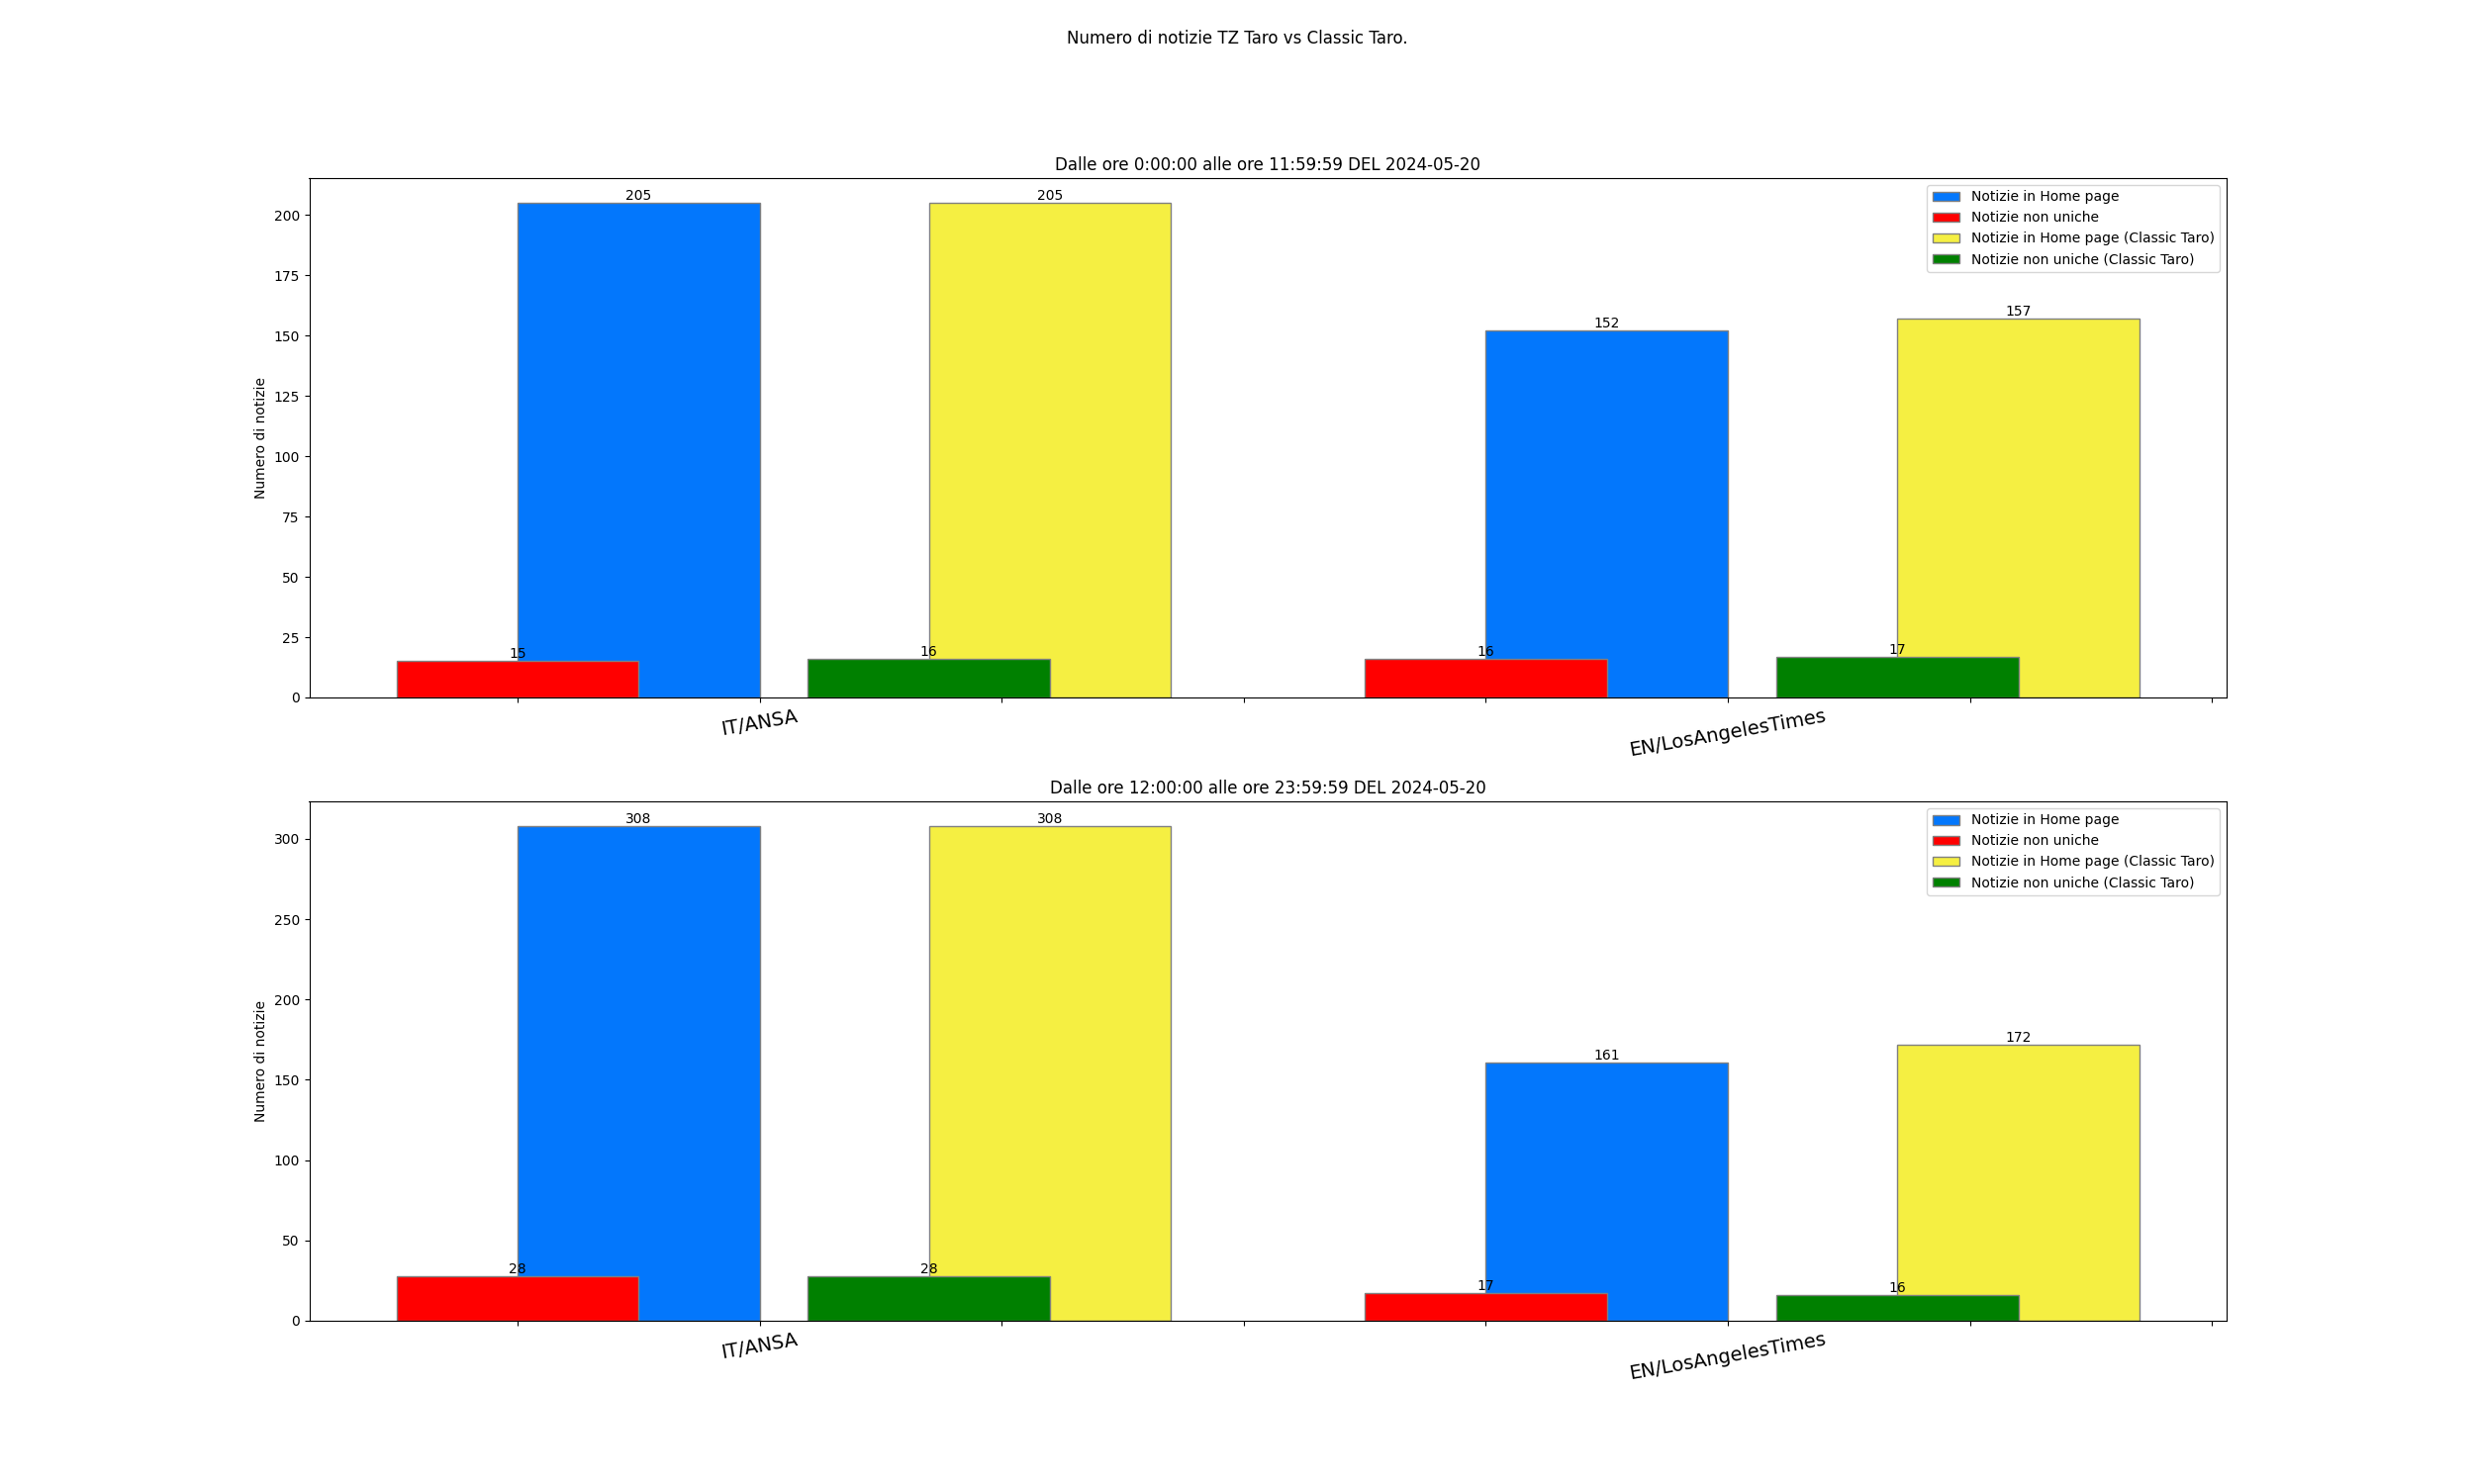 Numero di notizie TZ Taro vs Classic Taro.
Dalle ore 0:00:00 alle ore 11:59:59 DEL 2024-05-20
Numero di notizie
200
175
150
125
100
75
50
25
0
205
205
152
157
15
16
16
17
Notizie in Home page
Notizie non uniche
Notizie in Home page (Classic Taro)
Notizie non uniche (Classic Taro)
IT/ANSA
EN/LosAngelesTimes
Dalle ore 12:00:00 alle ore 23:59:59 DEL 2024-05-20
Numero di notizie
300
250
200
150
100
50
0
308
308
161
172
28
28
17
16
Notizie in Home page
Notizie non uniche
Notizie in Home page (Classic Taro)
Notizie non uniche (Classic Taro)
IT/ANSA
EN/LosAngelesTimes